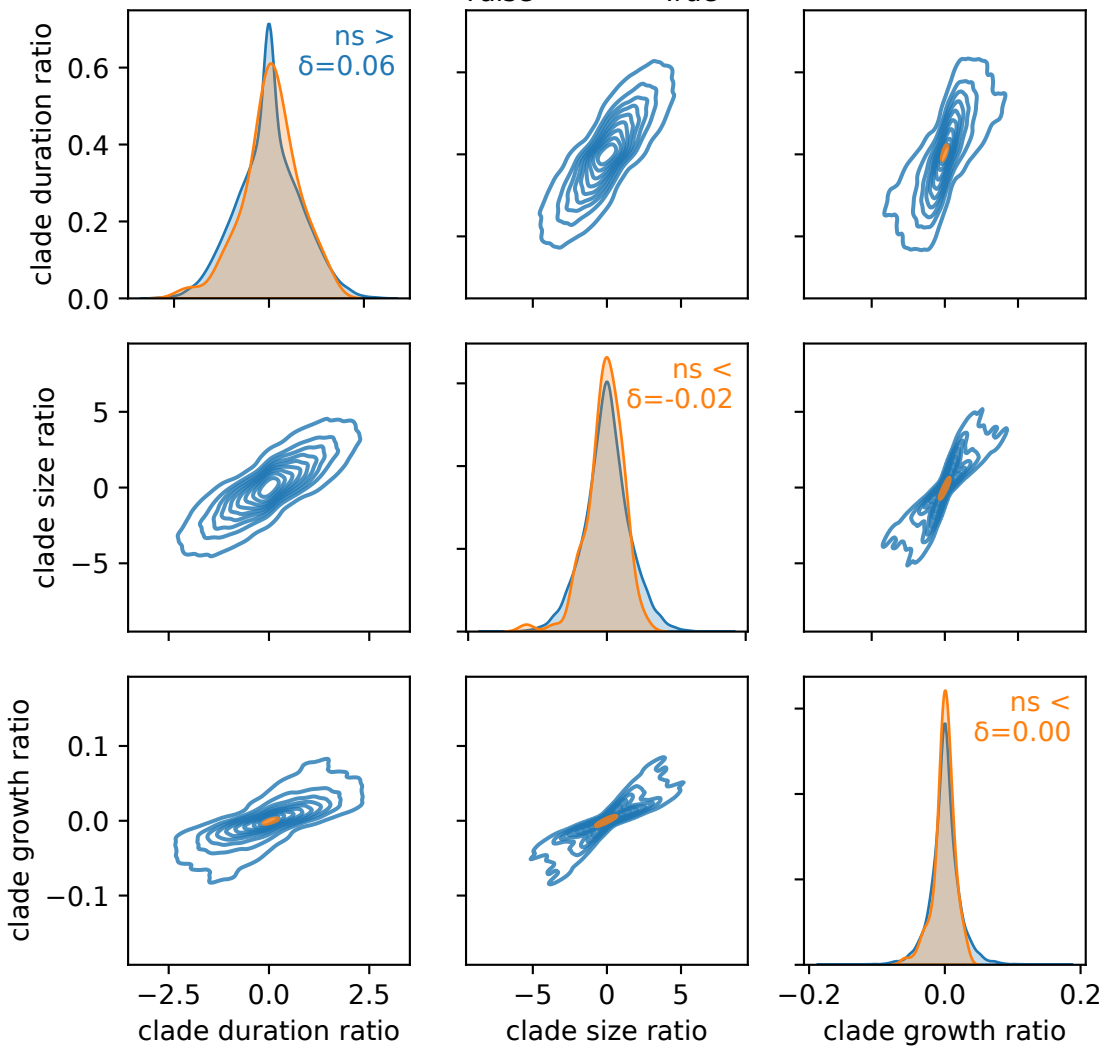 clade duration ratio
0.6
0.4
0.2
0.0
ns >
δ=0.06
clade size ratio
5
0
−5
ns <
δ=-0.02
clade growth ratio
0.1
0.0
−0.1
ns <
δ=0.00
−2.5 0.0 2.5
−5 0 5
−0.2 0.0 0.2
clade duration ratio
clade size ratio
clade growth ratio